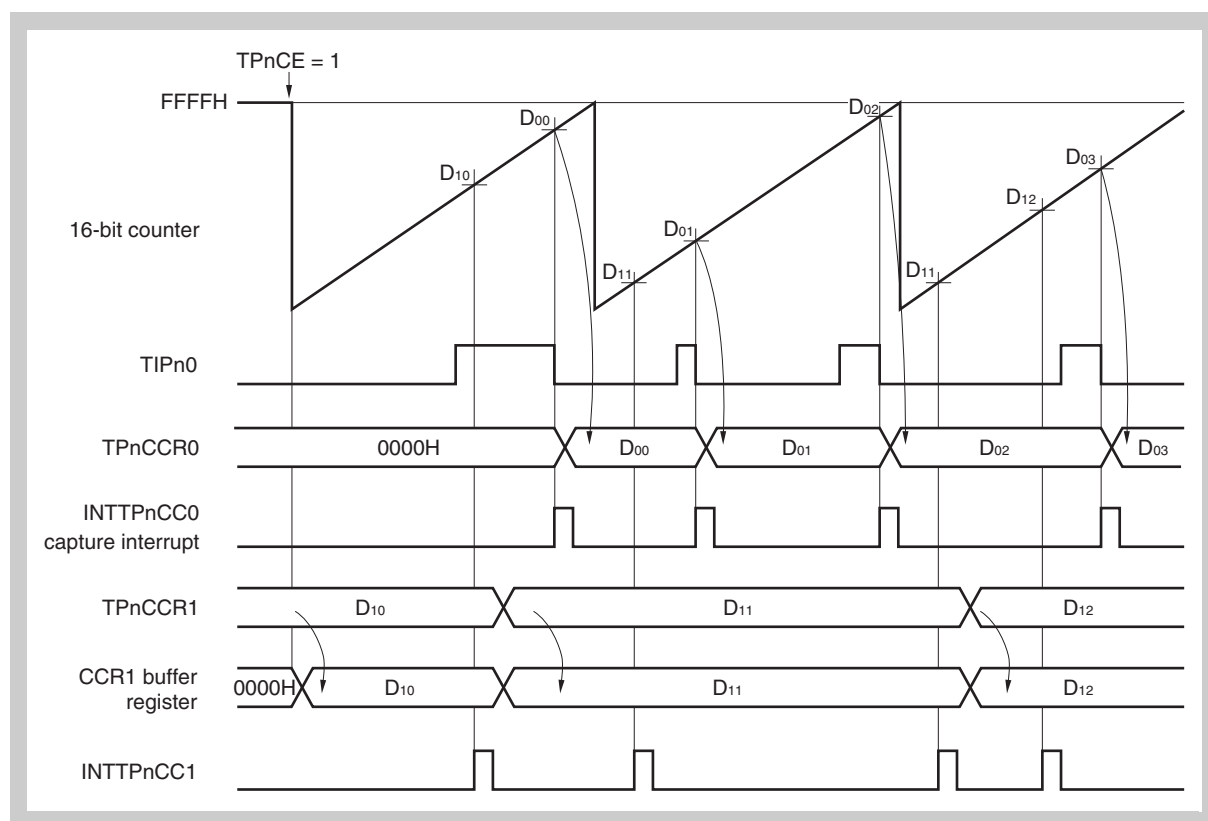 TPnCE = 1
FFFFH
D00
D02
D10
D03
D12
16-bit counter
D01
D11
D11
TIPn0
TPnCCR0
0000H
D00
D01
D02
D03
INTTPnCC0
capture interrupt
TPnCCR1
D10
D11
D12
CCR1 buffer
register
0000H
D10
D11
D12
INTTPnCC1